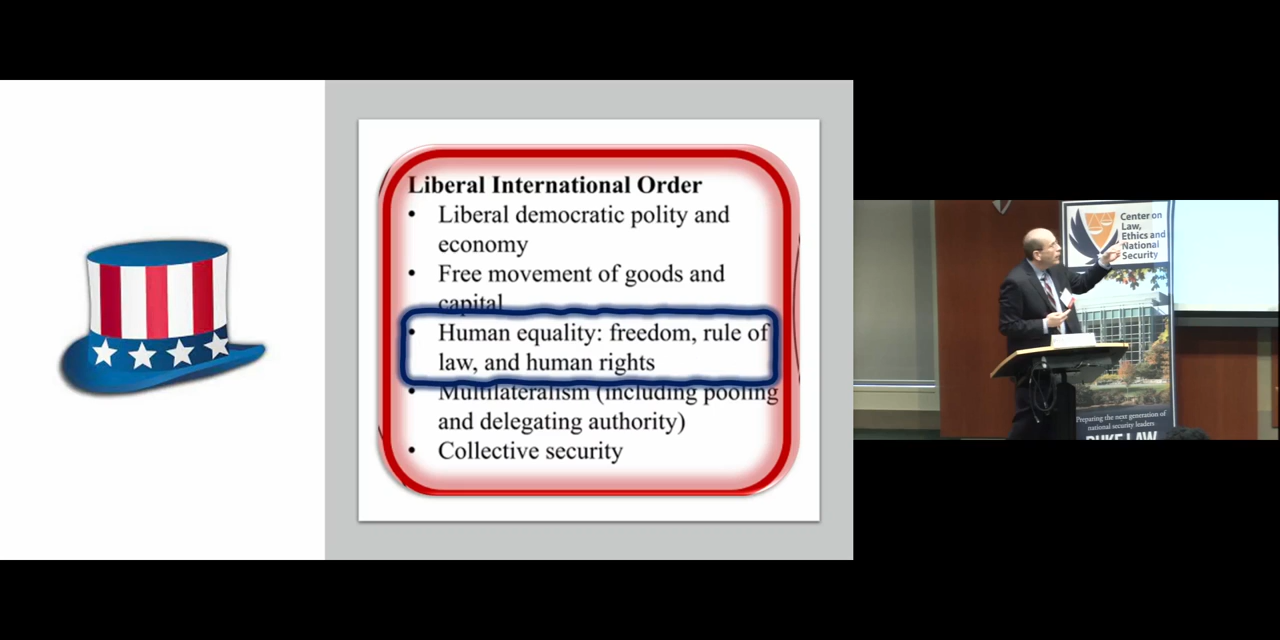 Liberal International Order
• Liberal democratic polity and
economy
• Free movement of goods and
capital
• Human equality: freedom, rule of
law, and human rights
• Multilateralism (including pooling
and delegating authority)
• Collective security
Center on
Law,
Ethics and
National
Security
Preparing the next generation of
national security leaders
DUKE LAW